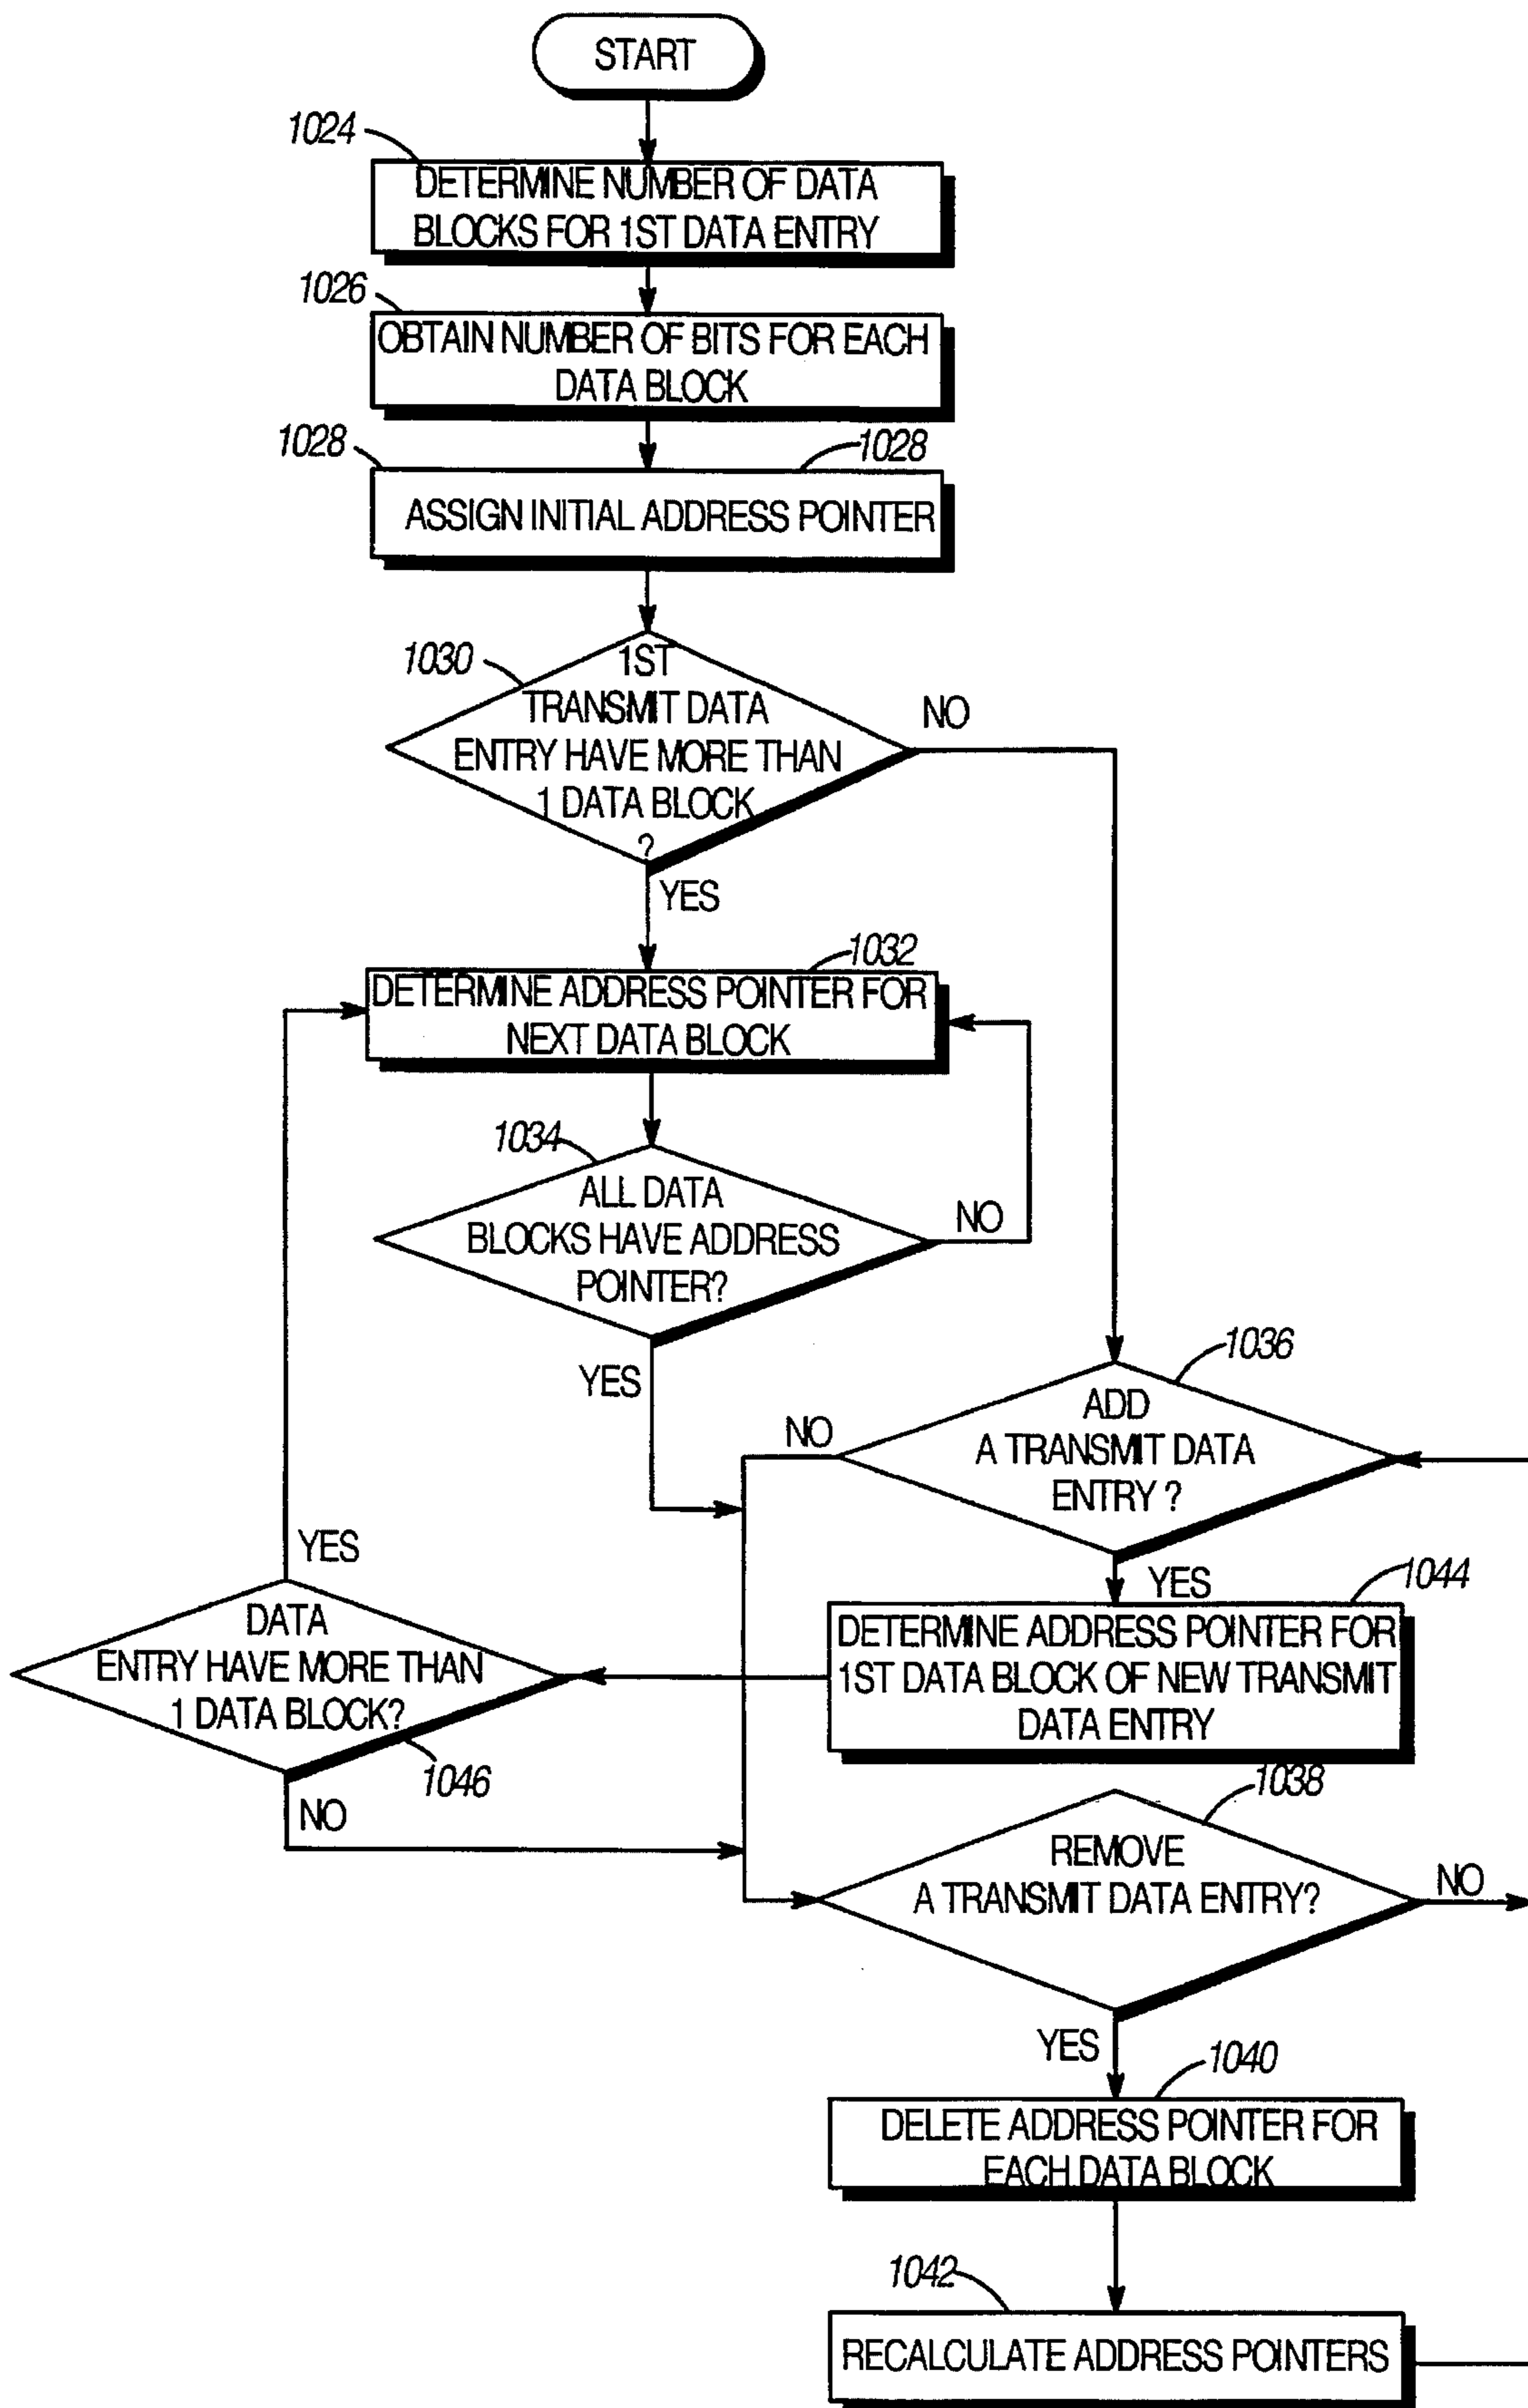 START
1024
DETERMINE NUMBER OF DATA
BLOCKS FOR 1ST DATA ENTRY
1026
OBTAIN NUMBER OF BITS FOR EACH
DATA BLOCK
1028
1028
ASSIGN INITIAL ADDRESS POINTER
1030
1ST
TRANSMIT DATA
ENTRY HAVE MORE THAN
1 DATA BLOCK
?
NO
YES
1032
DETERMINE ADDRESS POINTER FOR
NEXT DATA BLOCK
1034
ALL DATA
BLOCKS HAVE ADDRESS
POINTER?
NO
YES
1036
ADD
A TRANSMIT DATA
ENTRY ?
NO
YES
1044
DETERMINE ADDRESS POINTER FOR
1ST DATA BLOCK OF NEW TRANSMIT
DATA ENTRY
YES
DATA
ENTRY HAVE MORE THAN
1 DATA BLOCK?
1046
NO
1038
REMOVE
A TRANSMIT DATA ENTRY?
NO
YES
1040
DELETE ADDRESS POINTER FOR
EACH DATA BLOCK
1042
RECALCULATE ADDRESS POINTERS